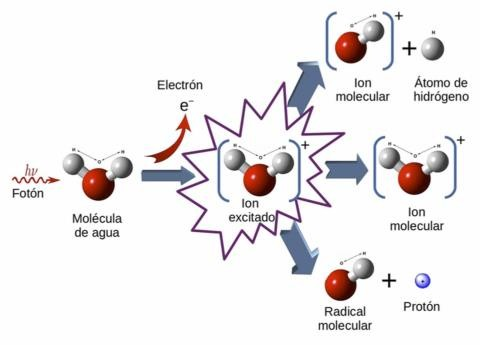 Electrón
e⁻
hν
Fotón
Molécula
de agua
H
O
H
+
Ion
excitado
H
O
H
+
O
H
+
+
H
Ion
molecular
Átomo de
hidrógeno
+
H
O
H
Ion
molecular
O
H
+
+
Radical
molecular
Protón